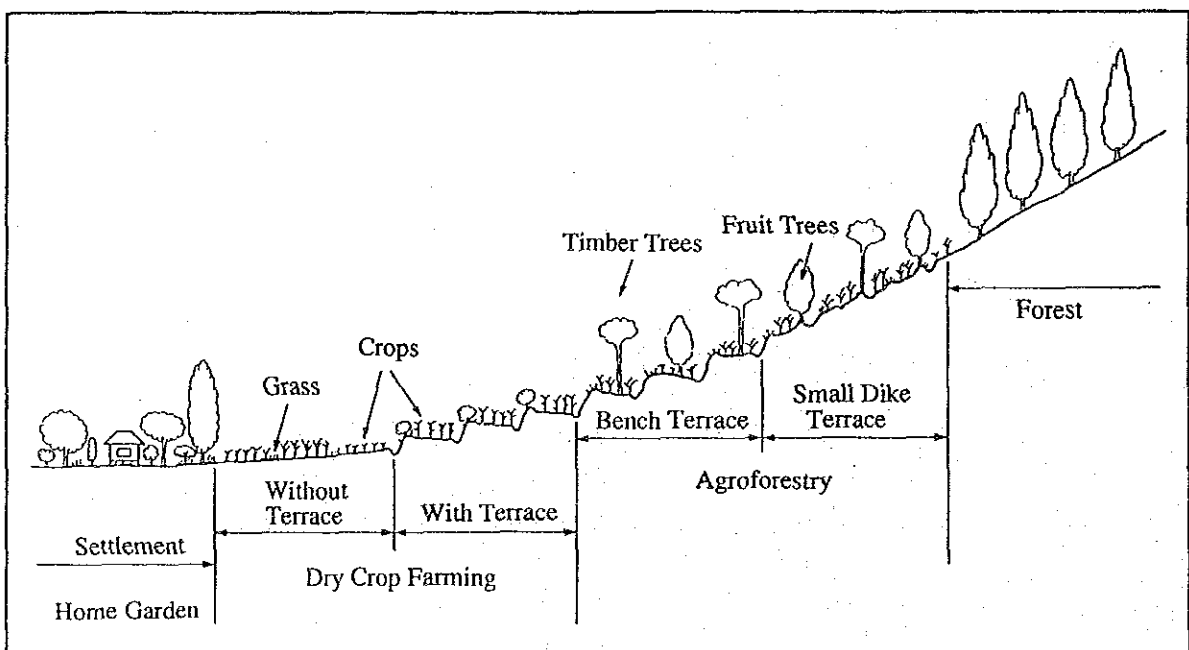 Timber Trees
Fruit Trees
Forest
Crops
Grass
Bench Terrace
Small Dike
Terrace
Agroforestry
Without
Terrace
With Terrace
Settlement
Dry Crop Farming
Home Garden